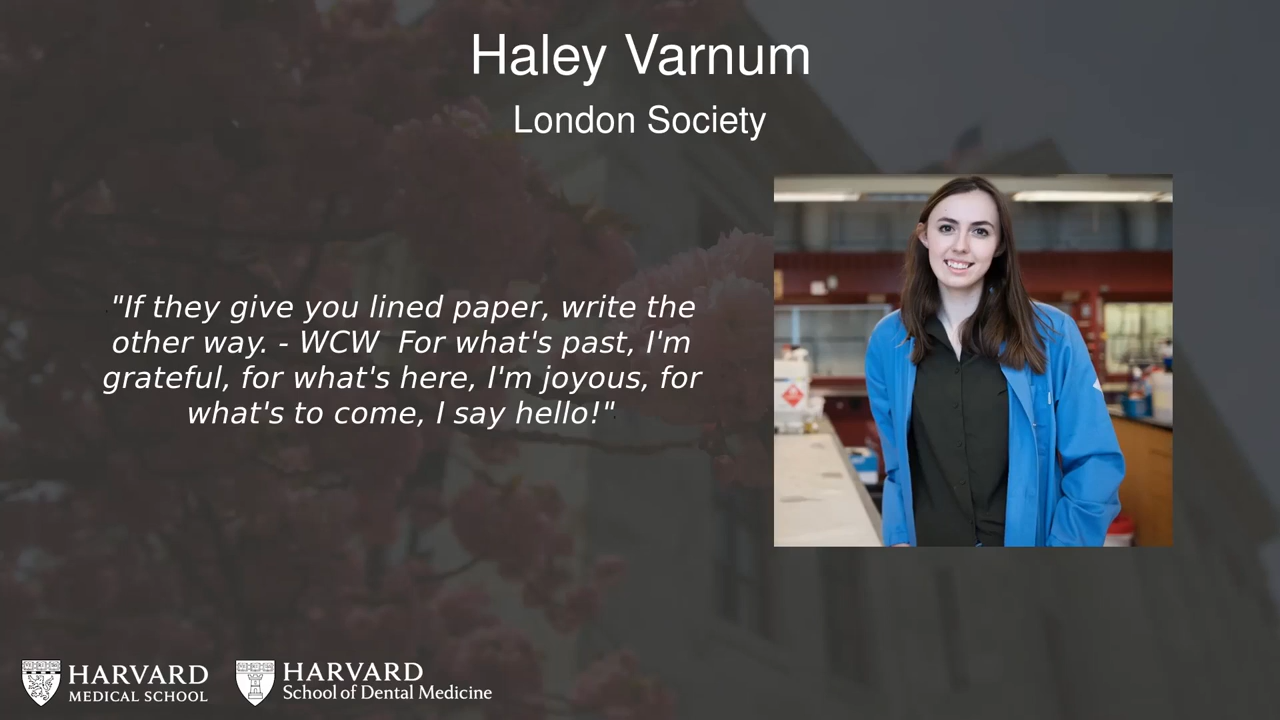 Haley Varnum
London Society
"If they give you lined paper, write the
other way. - WCW  For what's past, I'm
grateful, for what's here, I'm joyous, for
what's to come, I say hello!"
HARVARD
MEDICAL SCHOOL
HARVARD
School of Dental Medicine